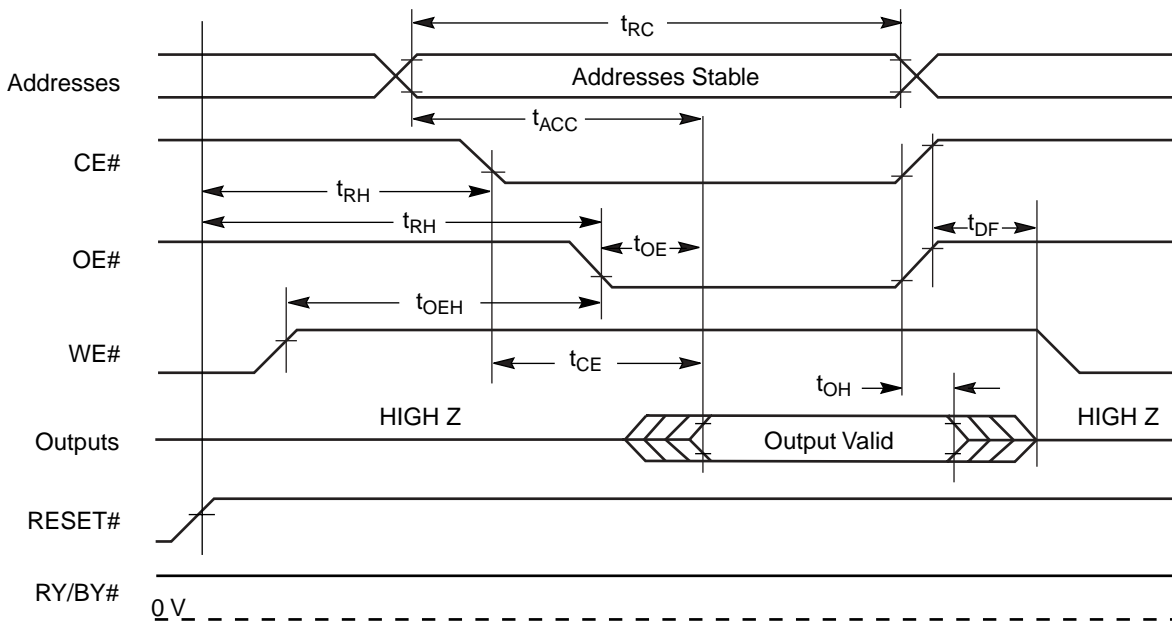 tRC
Addresses
Addresses Stable
tACC
CE#
tRH
tRH
tDF
OE#
tOE
tOEH
WE#
tCE
tOH
HIGH Z
HIGH Z
Outputs
Output Valid
RESET#
RY/BY#
0 V